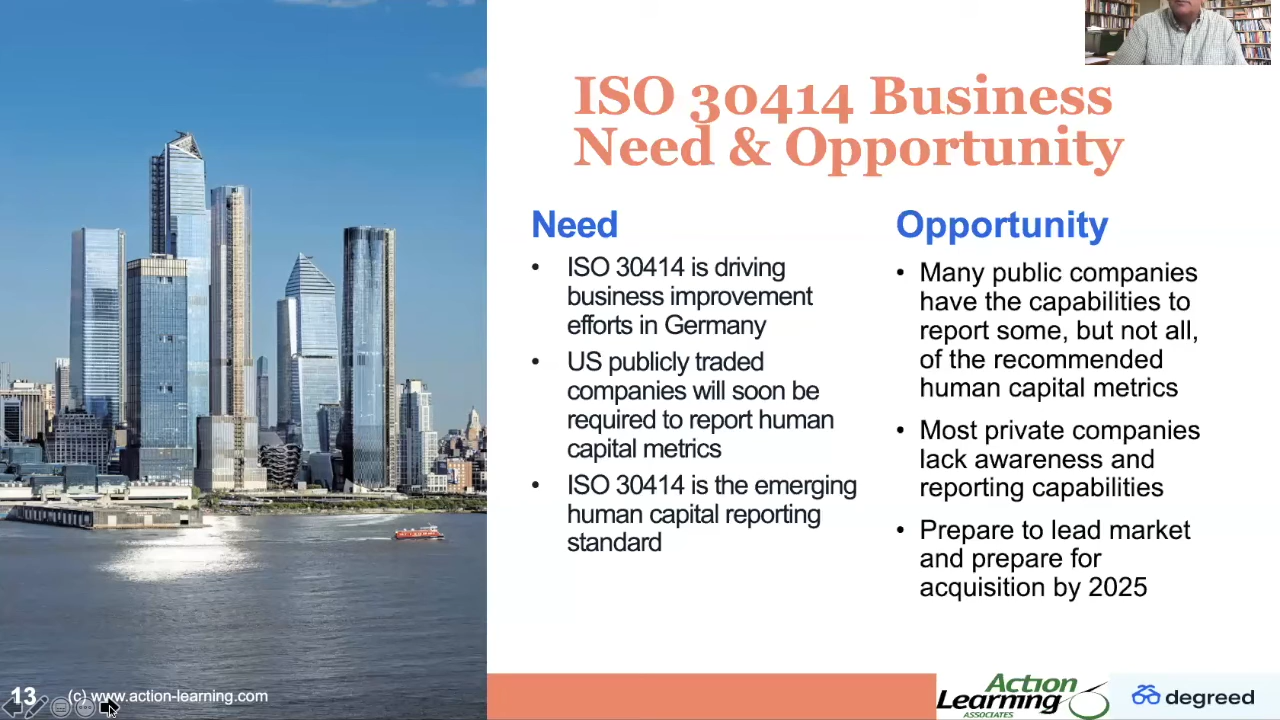 ISO 30414 Business
Need & Opportunity
Need
• ISO 30414 is driving
business improvement
efforts in Germany
• US publicly traded
companies will soon be
required to report human
capital metrics
• ISO 30414 is the emerging
human capital reporting
standard
Opportunity
• Many public companies
have the capabilities to
report some, but not all,
of the recommended
human capital metrics
• Most private companies
lack awareness and
reporting capabilities
• Prepare to lead market
and prepare for
acquisition by 2025
13
(c) www.action-learning.com
Action
Learning
ASSOCIATES
degreed